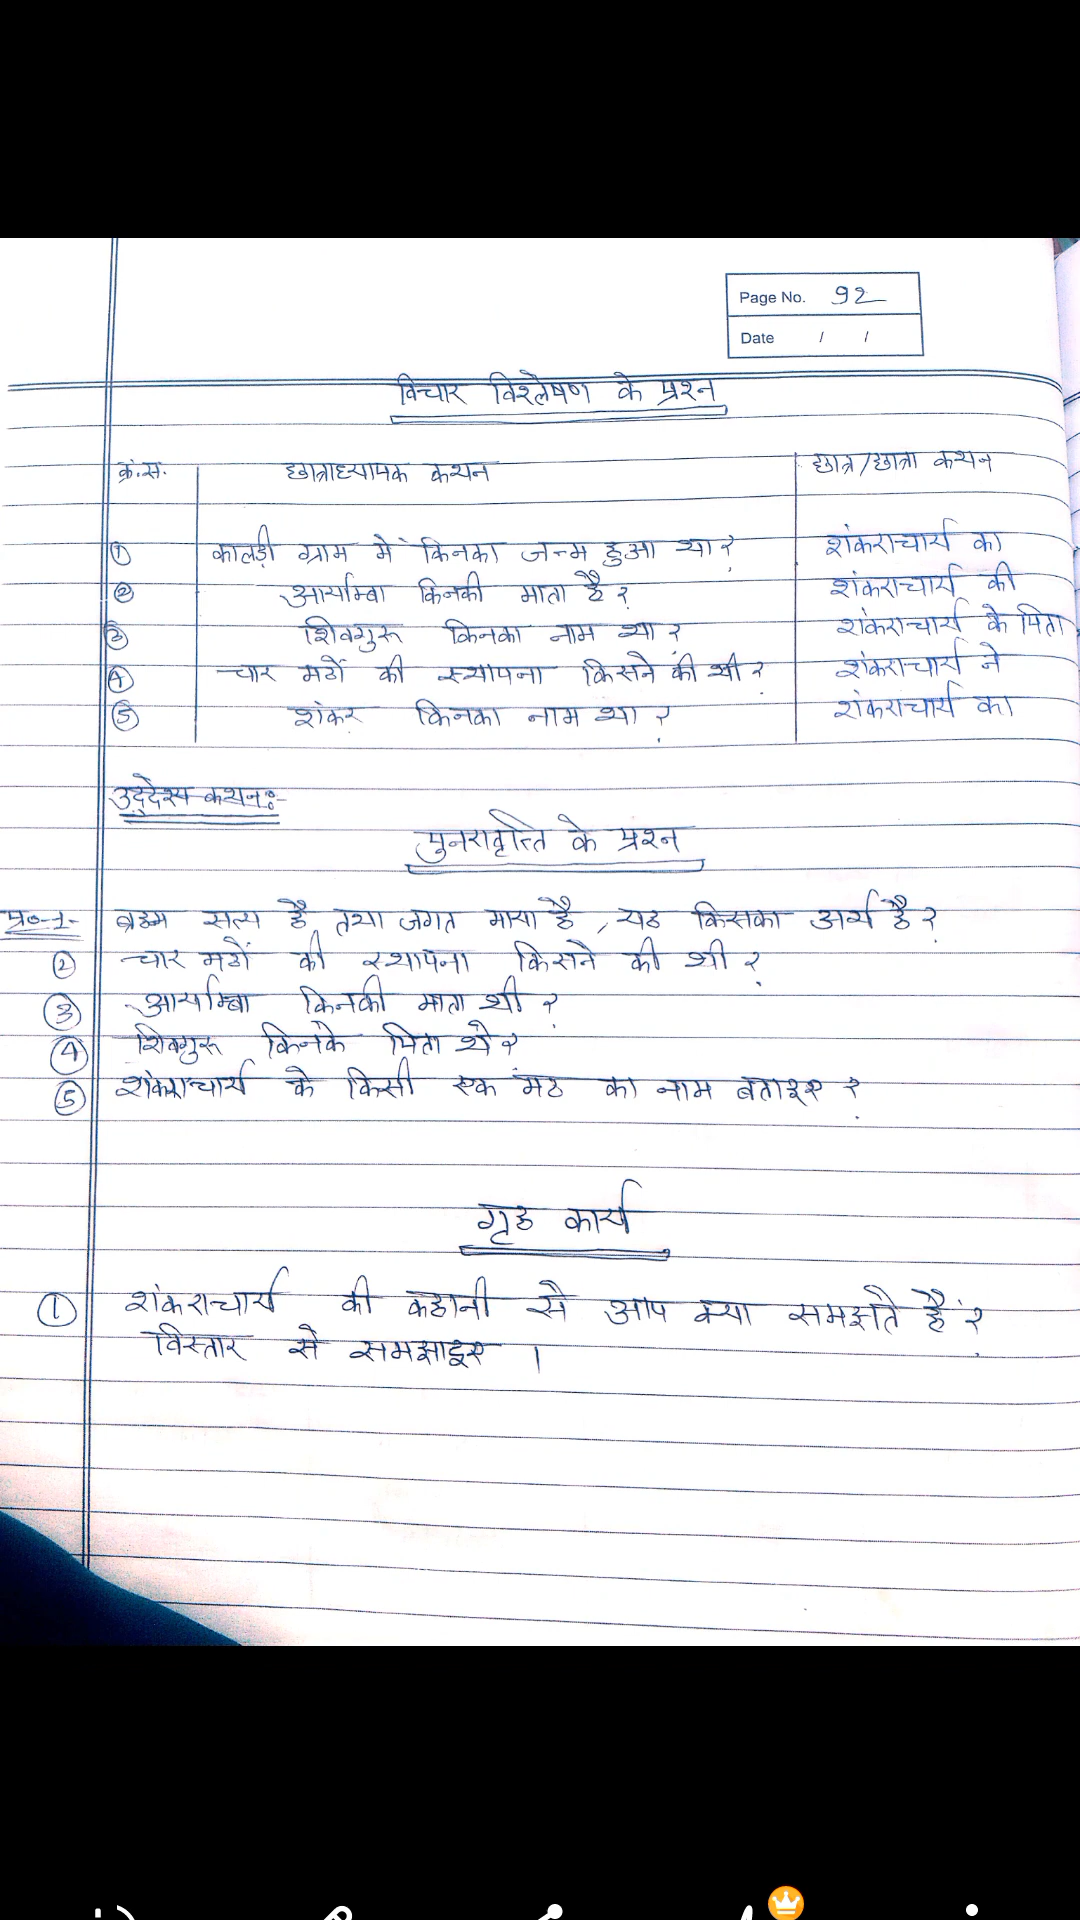 Page No. 92
Date / /
विचार विश्लेषण के प्रश्न
क्र.स. छात्राध्यापक कथन छात्र/छात्रा कथन
① कालड़ी ग्राम में किनका जन्म हुआ था? शंकराचार्य का
② आर्याम्बा किनकी माता है? शंकराचार्य की
③ शिवगुरू किनका नाम था? शंकराचार्य के पिता
④ चार मठों की स्थापना किसने की थी? शंकराचार्य ने
⑤ शंकर किनका नाम था? शंकराचार्य का
उद्देश्य कथन:-
पुनरावृत्ति के प्रश्न
प्र०-1- ब्रहम सत्य है तथा जगत माया है, यह किसका अर्थ है?
② चार मठों की स्थापना किसने की थी?
③ आर्याम्बा किनकी माता थी?
④ शिवगुरू किनके पिता थे?
⑤ शंकराचार्य के किसी एक मठ का नाम बताइए?
गृह कार्य
① शंकराचार्य की कहानी से आप क्या समझते हैं?
विस्तार से समझाइए ।